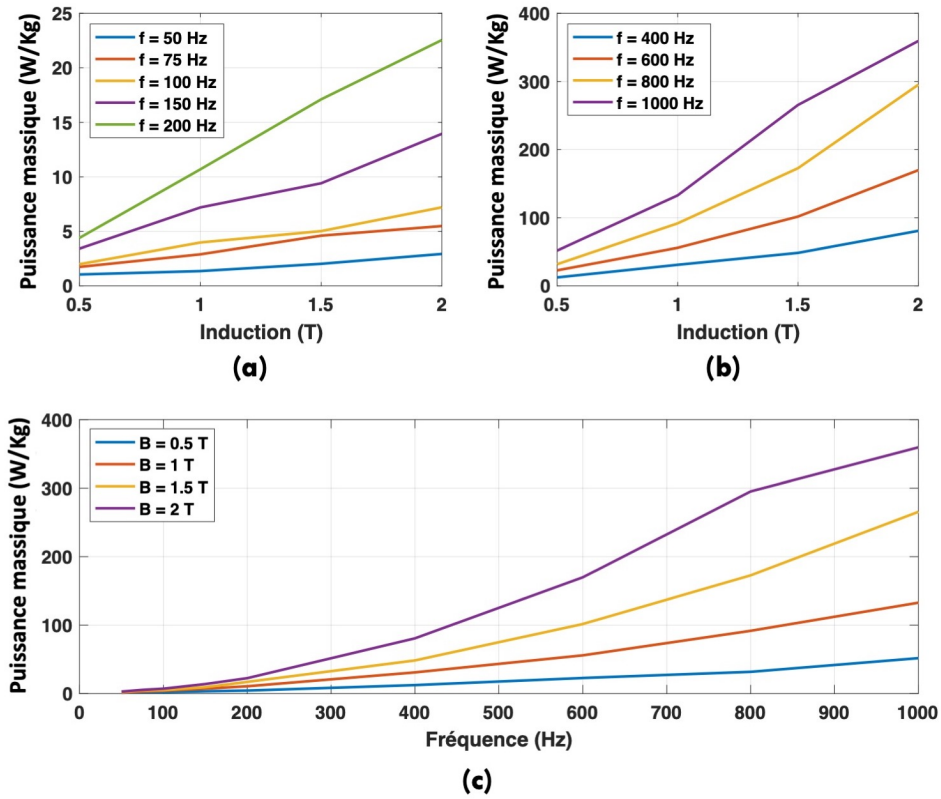 Puissance massique (W/Kg)
25
20
15
10
5
0
f = 50 Hz
f = 75 Hz
f = 100 Hz
f = 150 Hz
f = 200 Hz
0.5 1 1.5 2
Induction (T)
(a)
Puissance massique (W/Kg)
400
300
200
100
0
f = 400 Hz
f = 600 Hz
f = 800 Hz
f = 1000 Hz
0.5 1 1.5 2
Induction (T)
(b)
Puissance massique (W/Kg)
400
300
200
100
0
B = 0.5 T
B = 1 T
B = 1.5 T
B = 2 T
0 100 200 300 400 500 600 700 800 900 1000
Fréquence (Hz)
(c)